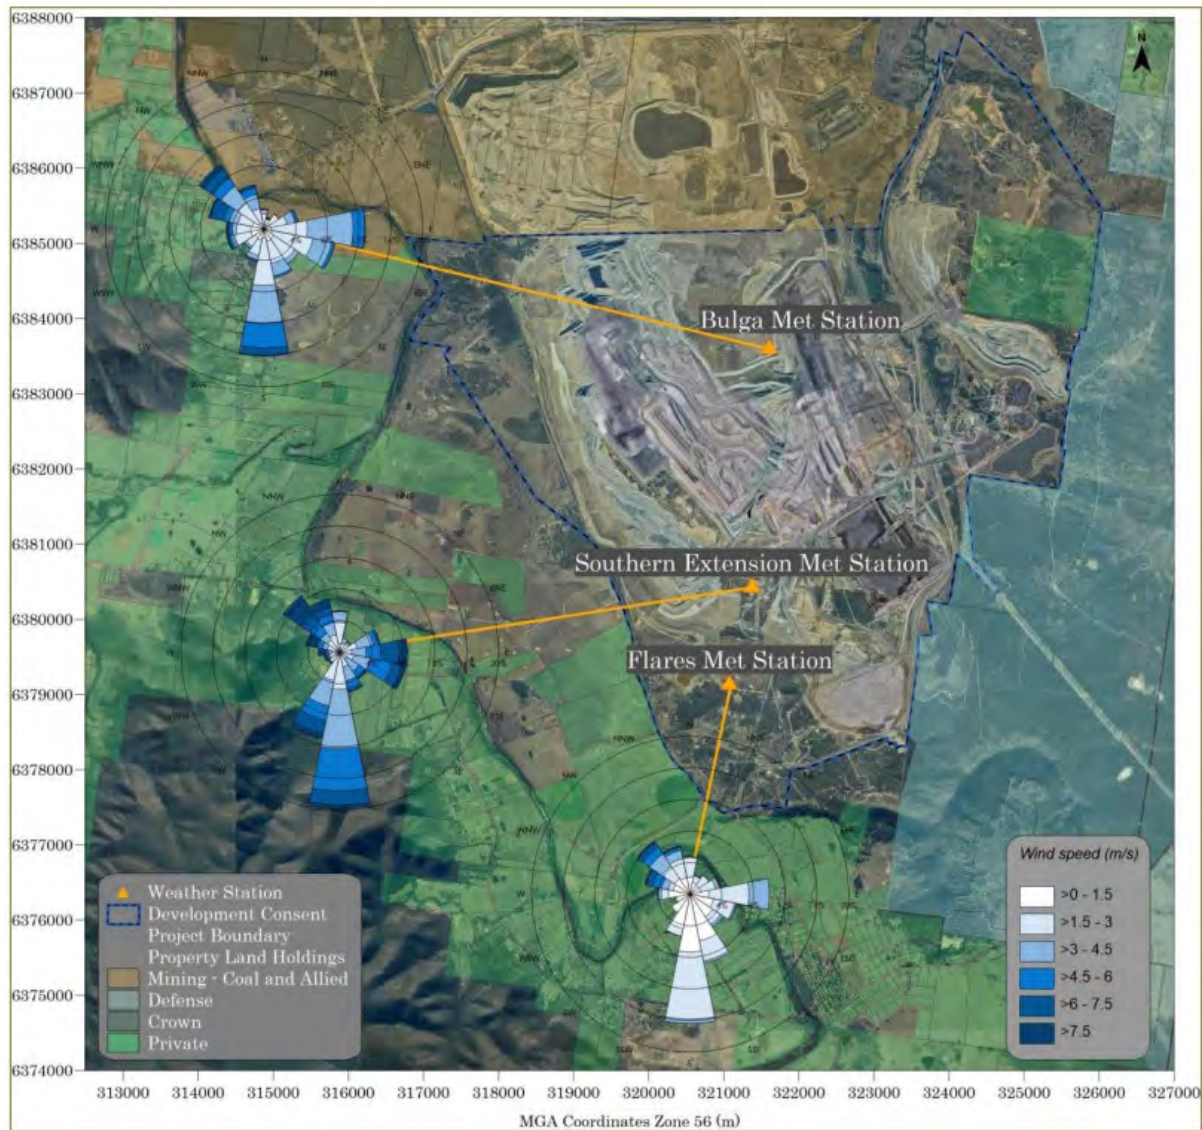 6388000
6387000
6386000
6385000
6384000
6383000
6382000
6381000
6380000
6379000
6378000
6377000
6376000
6375000
6374000
N
Bulga Met Station
Southern Extension Met Station
Flares Met Station
Weather Station
Development Consent
Project Boundary
Property Land Holdings
Mining - Coal and Allied
Defense
Crown
Private
Wind speed (m/s)
>0 - 1.5
>1.5 - 3
>3 - 4.5
>4.5 - 6
>6 - 7.5
>7.5
313000 314000 315000 316000 317000 318000 319000 320000 321000 322000 323000 324000 325000 326000 327000
MGA Coordinates Zone 56 (m)